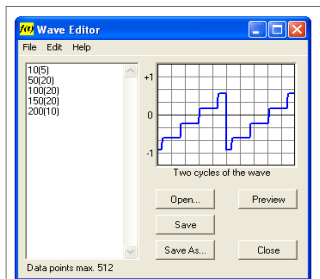 f(t) Wave Editor
File Edit Help
10(5)
50(20)
100(20)
150(20)
200(10)
+1
0
-1
Two cycles of the wave
Open... Preview
Save
Save As... Close
Data points max. 512